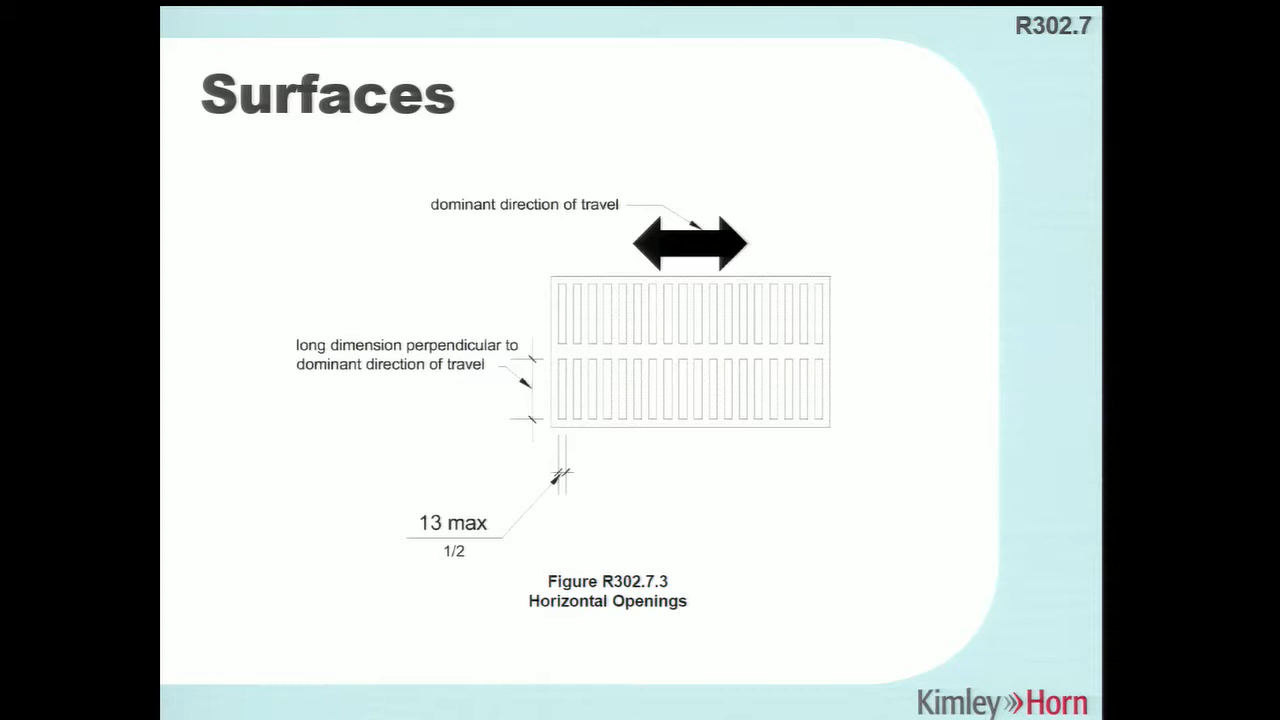 R302.7
Surfaces
dominant direction of travel
long dimension perpendicular to
dominant direction of travel
13 max
1/2
Figure R302.7.3
Horizontal Openings
Kimley Horn